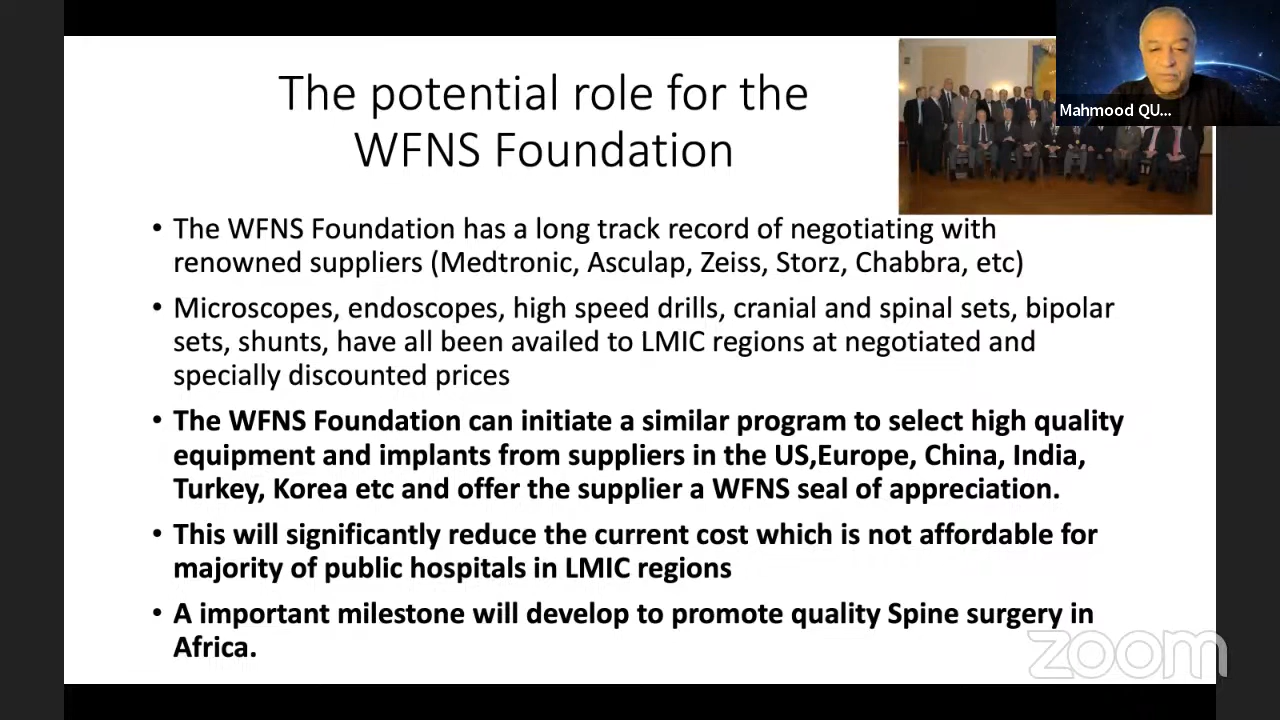 The potential role for the
WFNS Foundation
Mahmood QU...
• The WFNS Foundation has a long track record of negotiating with
renowned suppliers (Medtronic, Asculap, Zeiss, Storz, Chabbra, etc)
• Microscopes, endoscopes, high speed drills, cranial and spinal sets, bipolar
sets, shunts, have all been availed to LMIC regions at negotiated and
specially discounted prices
• The WFNS Foundation can initiate a similar program to select high quality
equipment and implants from suppliers in the US,Europe, China, India,
Turkey, Korea etc and offer the supplier a WFNS seal of appreciation.
• This will significantly reduce the current cost which is not affordable for
majority of public hospitals in LMIC regions
• A important milestone will develop to promote quality Spine surgery in
Africa.
zoom